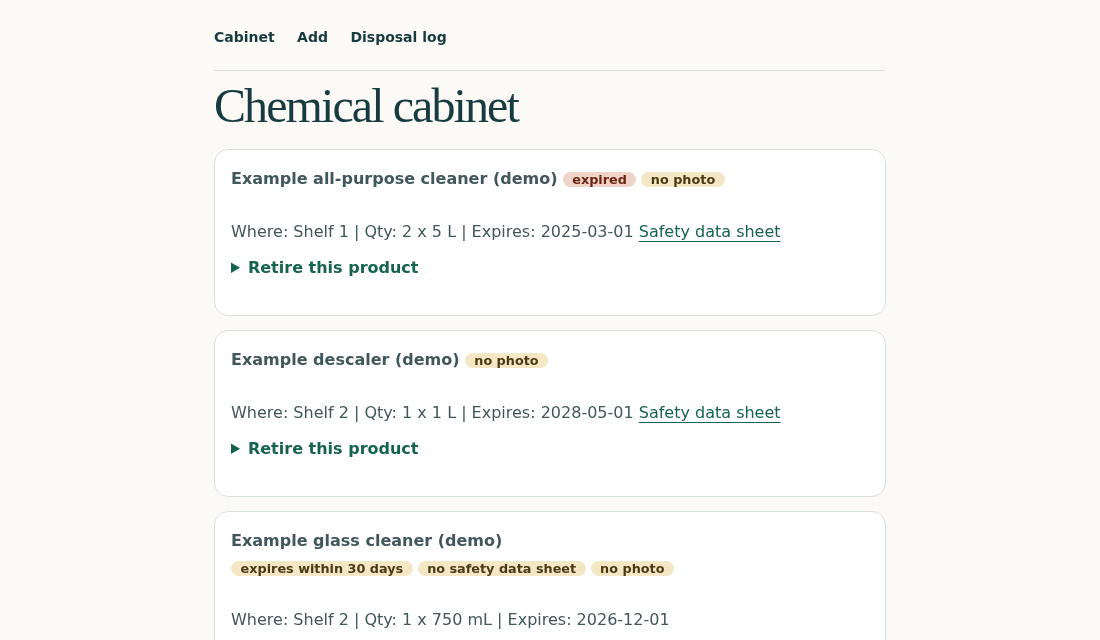 Cabinet Add Disposal log
Chemical cabinet
Example all-purpose cleaner (demo) expired no photo
Where: Shelf 1 | Qty: 2 x 5 L | Expires: 2025-03-01 Safety data sheet
Retire this product
Example descaler (demo) no photo
Where: Shelf 2 | Qty: 1 x 1 L | Expires: 2028-05-01 Safety data sheet
Retire this product
Example glass cleaner (demo)
expires within 30 days no safety data sheet no photo
Where: Shelf 2 | Qty: 1 x 750 mL | Expires: 2026-12-01